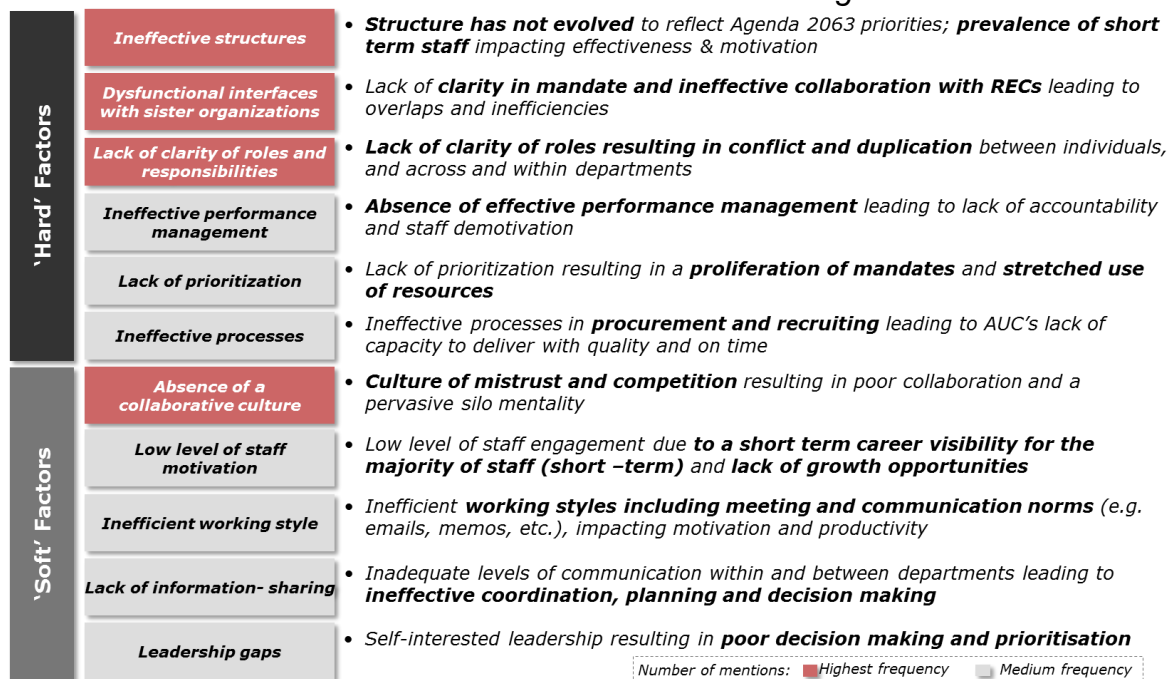 'Hard' Factors
Ineffective structures
• Structure has not evolved to reflect Agenda 2063 priorities; prevalence of short
term staff impacting effectiveness & motivation
Dysfunctional interfaces
with sister organizations
• Lack of clarity in mandate and ineffective collaboration with RECs leading to
overlaps and inefficiencies
Lack of clarity of roles and
responsibilities
• Lack of clarity of roles resulting in conflict and duplication between individuals,
and across and within departments
Ineffective performance
management
• Absence of effective performance management leading to lack of accountability
and staff demotivation
Lack of prioritization
• Lack of prioritization resulting in a proliferation of mandates and stretched use
of resources
Ineffective processes
• Ineffective processes in procurement and recruiting leading to AUC's lack of
capacity to deliver with quality and on time
'Soft' Factors
Absence of a
collaborative culture
• Culture of mistrust and competition resulting in poor collaboration and a
pervasive silo mentality
Low level of staff
motivation
• Low level of staff engagement due to a short term career visibility for the
majority of staff (short –term) and lack of growth opportunities
Inefficient working style
• Inefficient working styles including meeting and communication norms (e.g.
emails, memos, etc.), impacting motivation and productivity
Lack of information- sharing
• Inadequate levels of communication within and between departments leading to
ineffective coordination, planning and decision making
Leadership gaps
• Self-interested leadership resulting in poor decision making and prioritisation
Number of mentions: Highest frequency Medium frequency